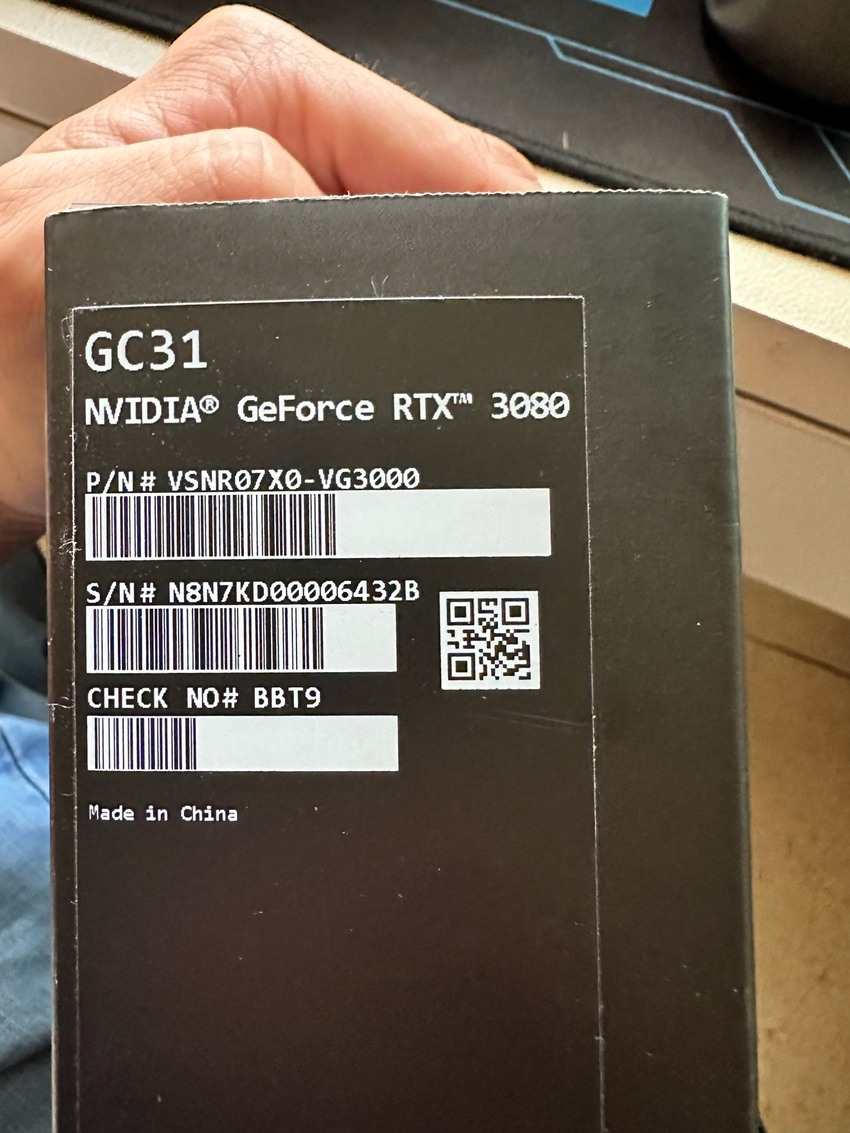 GC31
NVIDIA® GeForce RTX™ 3080
P/N# VSNR07X0-VG3000
S/N# N8N7KD00006432B
CHECK NO# BBT9
Made in China